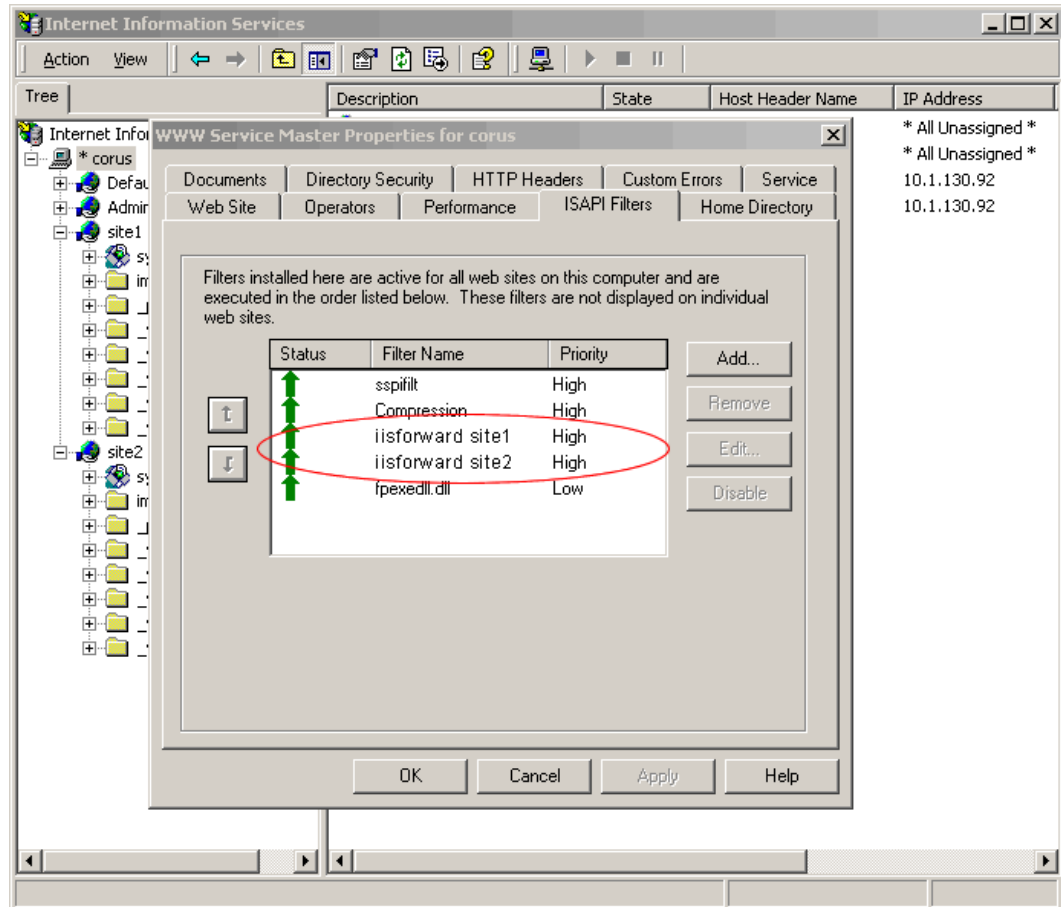 Internet Information Services
Action View
Tree
Description State Host Header Name IP Address
Internet Infor
* All Unassigned *
* corus
* All Unassigned *
Defau
10.1.130.92
Admin
10.1.130.92
site1
site2
WWW Service Master Properties for corus
Documents Directory Security HTTP Headers Custom Errors Service
Web Site Operators Performance ISAPI Filters Home Directory
Filters installed here are active for all web sites on this computer and are
executed in the order listed below. These filters are not displayed on individual
web sites.
Status Filter Name Priority
sspifilt High
Compression High
iisforward site1 High
iisforward site2 High
fpexedll.dll Low
Add...
Remove
Edit...
Disable
OK Cancel Apply Help